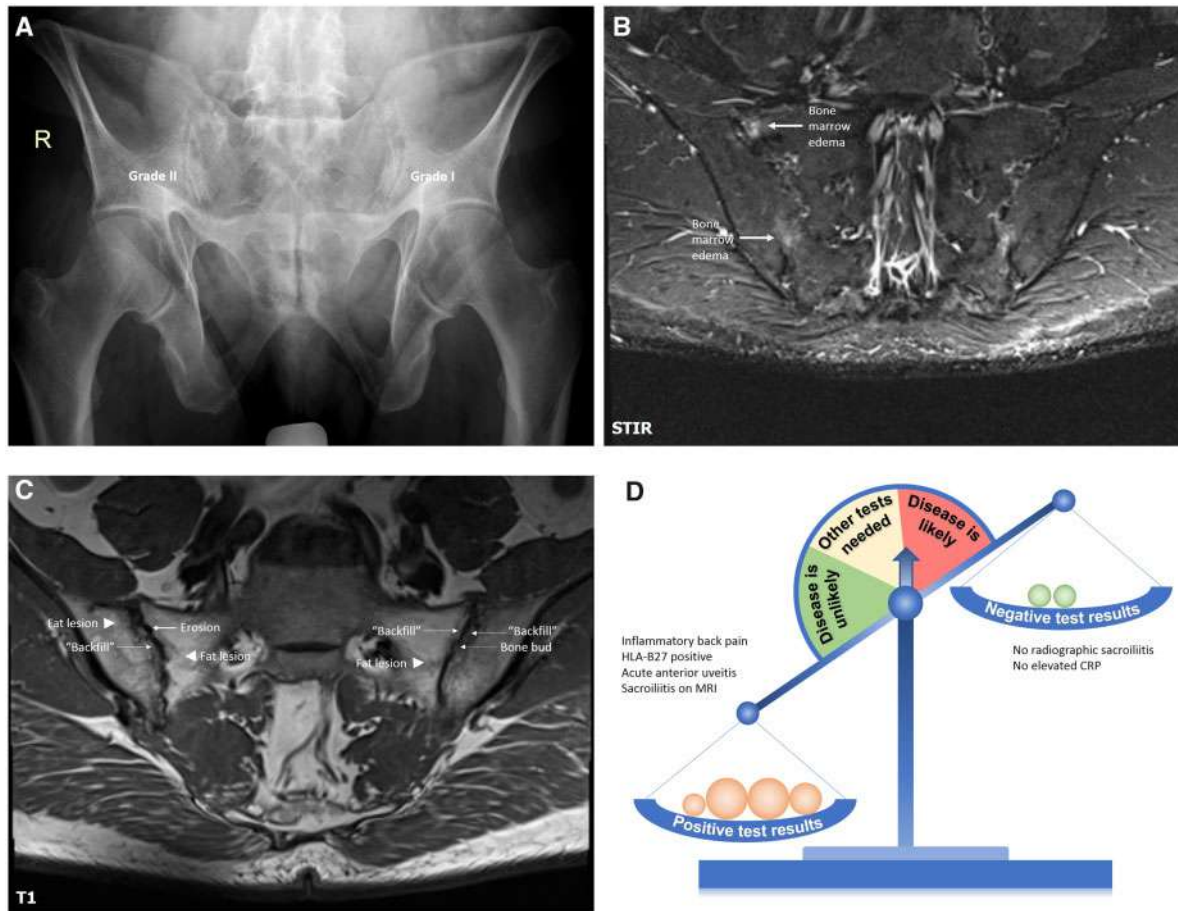 A
R
Grade II
Grade I
B
Bone
marrow
edema
Bone
marrow
edema
STIR
C
Fat lesion
"Backfill"
Erosion
Fat lesion
"Backfill"
Fat lesion
"Backfill"
Bone bud
T1
D
Disease is
unlikely
Other tests
needed
Disease is
likely
Negative test results
No radiographic sacroiliitis
No elevated CRP
Inflammatory back pain
HLA-B27 positive
Acute anterior uveitis
Sacroiliitis on MRI
Positive test results